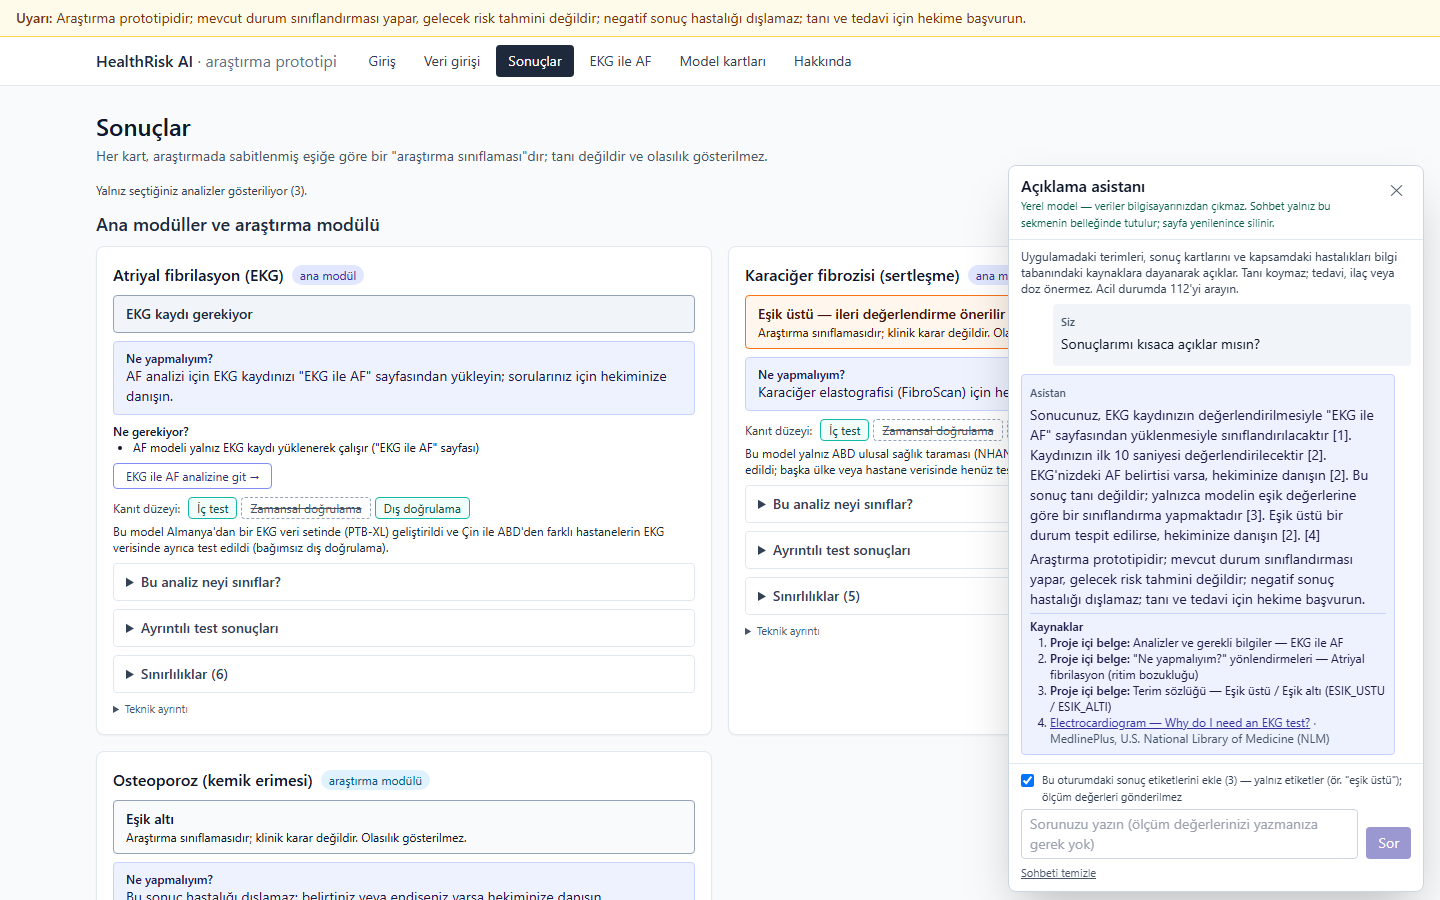 Uyarı: Araştırma prototipidir; mevcut durum sınıflandırması yapar, gelecek risk tahmini değildir; negatif sonuç hastalığı dışlamaz; tanı ve tedavi için hekime başvurun.
HealthRisk AI · araştırma prototipi
Giriş
Veri girişi
Sonuçlar
EKG ile AF
Model kartları
Hakkında
Sonuçlar
Her kart, araştırmada sabitlenmiş eşiğe göre bir "araştırma sınıflaması"dır; tanı değildir ve olasılık gösterilmez.
Yalnız seçtiğiniz analizler gösteriliyor (3).
Ana modüller ve araştırma modülü
Atriyal fibrilasyon (EKG)
ana modül
EKG kaydı gerekiyor
Ne yapmalıyım?
AF analizi için EKG kaydınızı "EKG ile AF" sayfasından yükleyin; sorularınız için hekiminize
danışın.
Ne gerekiyor?
• AF modeli yalnız EKG kaydı yüklenerek çalışır ("EKG ile AF" sayfası)
EKG ile AF analizine git →
Kanıt düzeyi:
İç test
Zamansal doğrulama
Dış doğrulama
Bu model Almanya'dan bir EKG veri setinde (PTB-XL) geliştirildi ve Çin ile ABD'den farklı hastanelerin EKG
verisinde ayrıca test edildi (bağımsız dış doğrulama).
▶ Bu analiz neyi sınıflar?
▶ Ayrıntılı test sonuçları
▶ Sınırlılıklar (6)
▶ Teknik ayrıntı
Karaciğer fibrozisi (sertleşme)
ana m
Eşik üstü — ileri değerlendirme önerilir
Araştırma sınıflamasıdır; klinik karar değildir. Ola
Ne yapmalıyım?
Karaciğer elastografisi (FibroScan) için he
Kanıt düzeyi:
İç test
Zamansal doğrulama
Bu model yalnız ABD ulusal sağlık taraması (NHAN
edildi; başka ülke veya hastane verisinde henüz tes
▶ Bu analiz neyi sınıflar?
▶ Ayrıntılı test sonuçları
▶ Sınırlılıklar (5)
▶ Teknik ayrıntı
Osteoporoz (kemik erimesi)
araştırma modülü
Eşik altı
Araştırma sınıflamasıdır; klinik karar değildir. Olasılık gösterilmez.
Ne yapmalıyım?
Bu sonuç hastalığı dışlamaz; belirtiniz veya endişeniz varsa hekiminize danışın.
Açıklama asistanı
Yerel model — veriler bilgisayarınızdan çıkmaz. Sohbet yalnız bu
sekmenin belleğinde tutulur; sayfa yenilenince silinir.
Uygulamadaki terimleri, sonuç kartlarını ve kapsamdaki hastalıkları bilgi
tabanındaki kaynaklara dayanarak açıklar. Tanı koymaz; tedavi, ilaç veya
doz önermez. Acil durumda 112'yi arayın.
Siz
Sonuçlarımı kısaca açıklar mısın?
Asistan
Sonucunuz, EKG kaydınızın değerlendirilmesiyle "EKG ile
AF" sayfasından yüklenmesiyle sınıflandırılacaktır [1].
Kaydınızın ilk 10 saniyesi değerlendirilecektir [2].
EKG'nizdeki AF belirtisi varsa, hekiminize danışın [2]. Bu
sonuç tanı değildir; yalnızca modelin eşik değerlerine
göre bir sınıflandırma yapmaktadır [3]. Eşik üstü bir
durum tespit edilirse, hekiminize danışın [2]. [4]
Araştırma prototipidir; mevcut durum sınıflandırması
yapar, gelecek risk tahmini değildir; negatif sonuç
hastalığı dışlamaz; tanı ve tedavi için hekime başvurun.
Kaynaklar
1. Proje içi belge: Analizler ve gerekli bilgiler — EKG ile AF
2. Proje içi belge: "Ne yapmalıyım?" yönlendirmeleri — Atriyal
fibrilasyon (ritim bozukluğu)
3. Proje içi belge: Terim sözlüğü — Eşik üstü / Eşik altı (ESIK_USTU
/ ESIK_ALTI)
4. Electrocardiogram — Why do I need an EKG test? ·
MedlinePlus, U.S. National Library of Medicine (NLM)
Bu oturumdaki sonuç etiketlerini ekle (3) — yalnız etiketler (ör. "eşik üstü");
ölçüm değerleri gönderilmez
Sorunuzu yazın (ölçüm değerlerinizi yazmanıza
gerek yok)
Sor
Sohbeti temizle